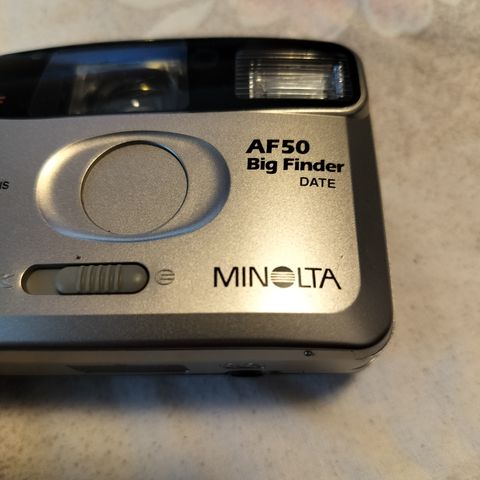 AF50
Big Finder
DATE
MINOLTA